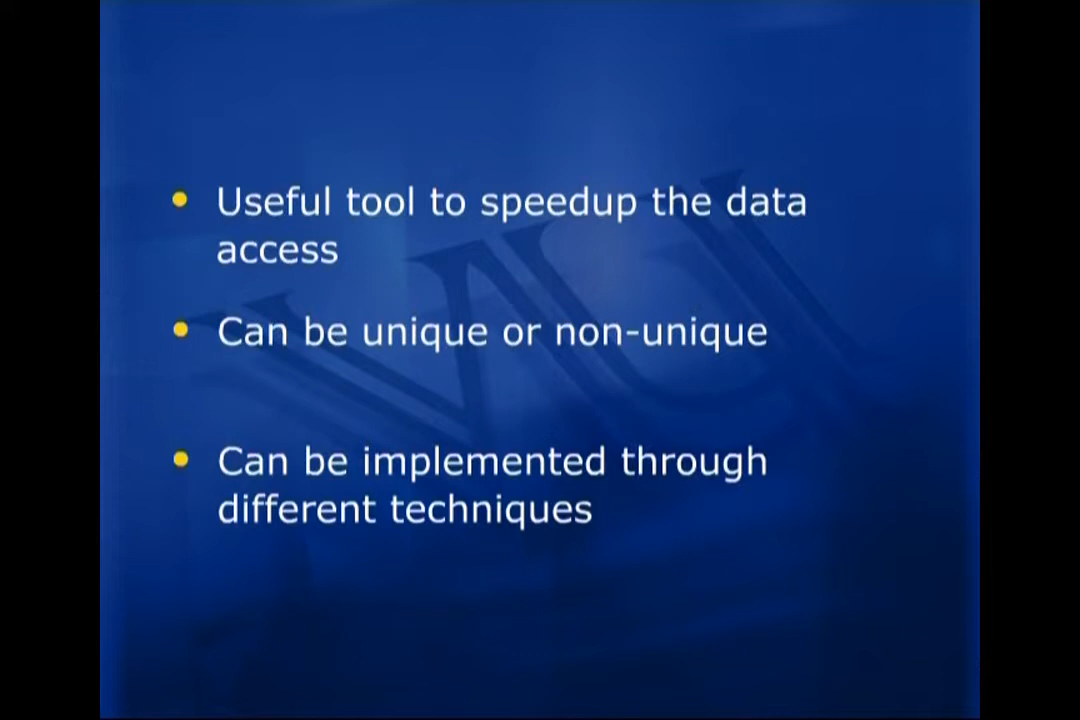 • Useful tool to speedup the data
access
• Can be unique or non-unique
• Can be implemented through
different techniques
VU